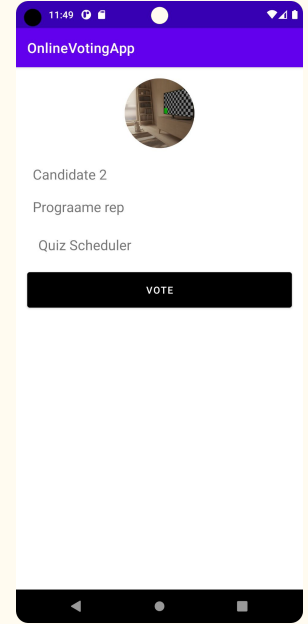 11:49
OnlineVotingApp
Candidate 2
Prograame rep
Quiz Scheduler
VOTE